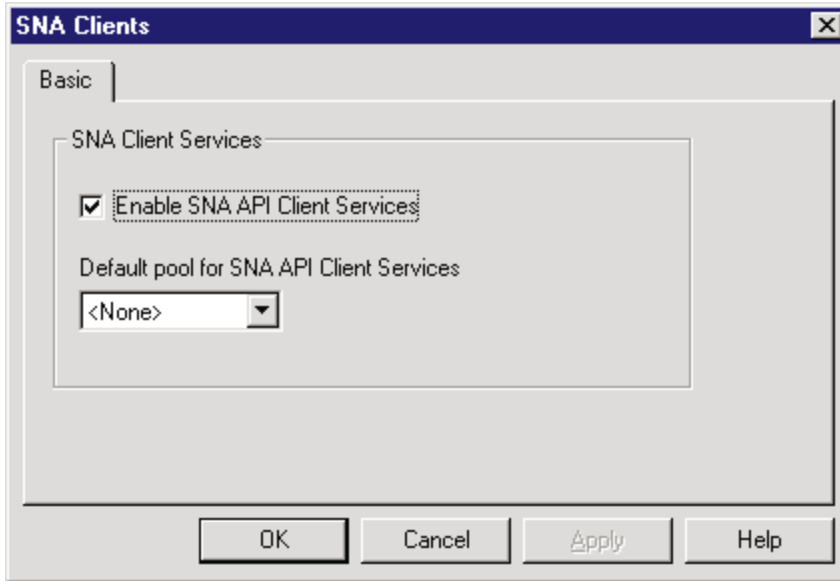 SNA Clients
Basic
SNA Client Services
Enable SNA API Client Services
Default pool for SNA API Client Services
<None>
OK Cancel Apply Help